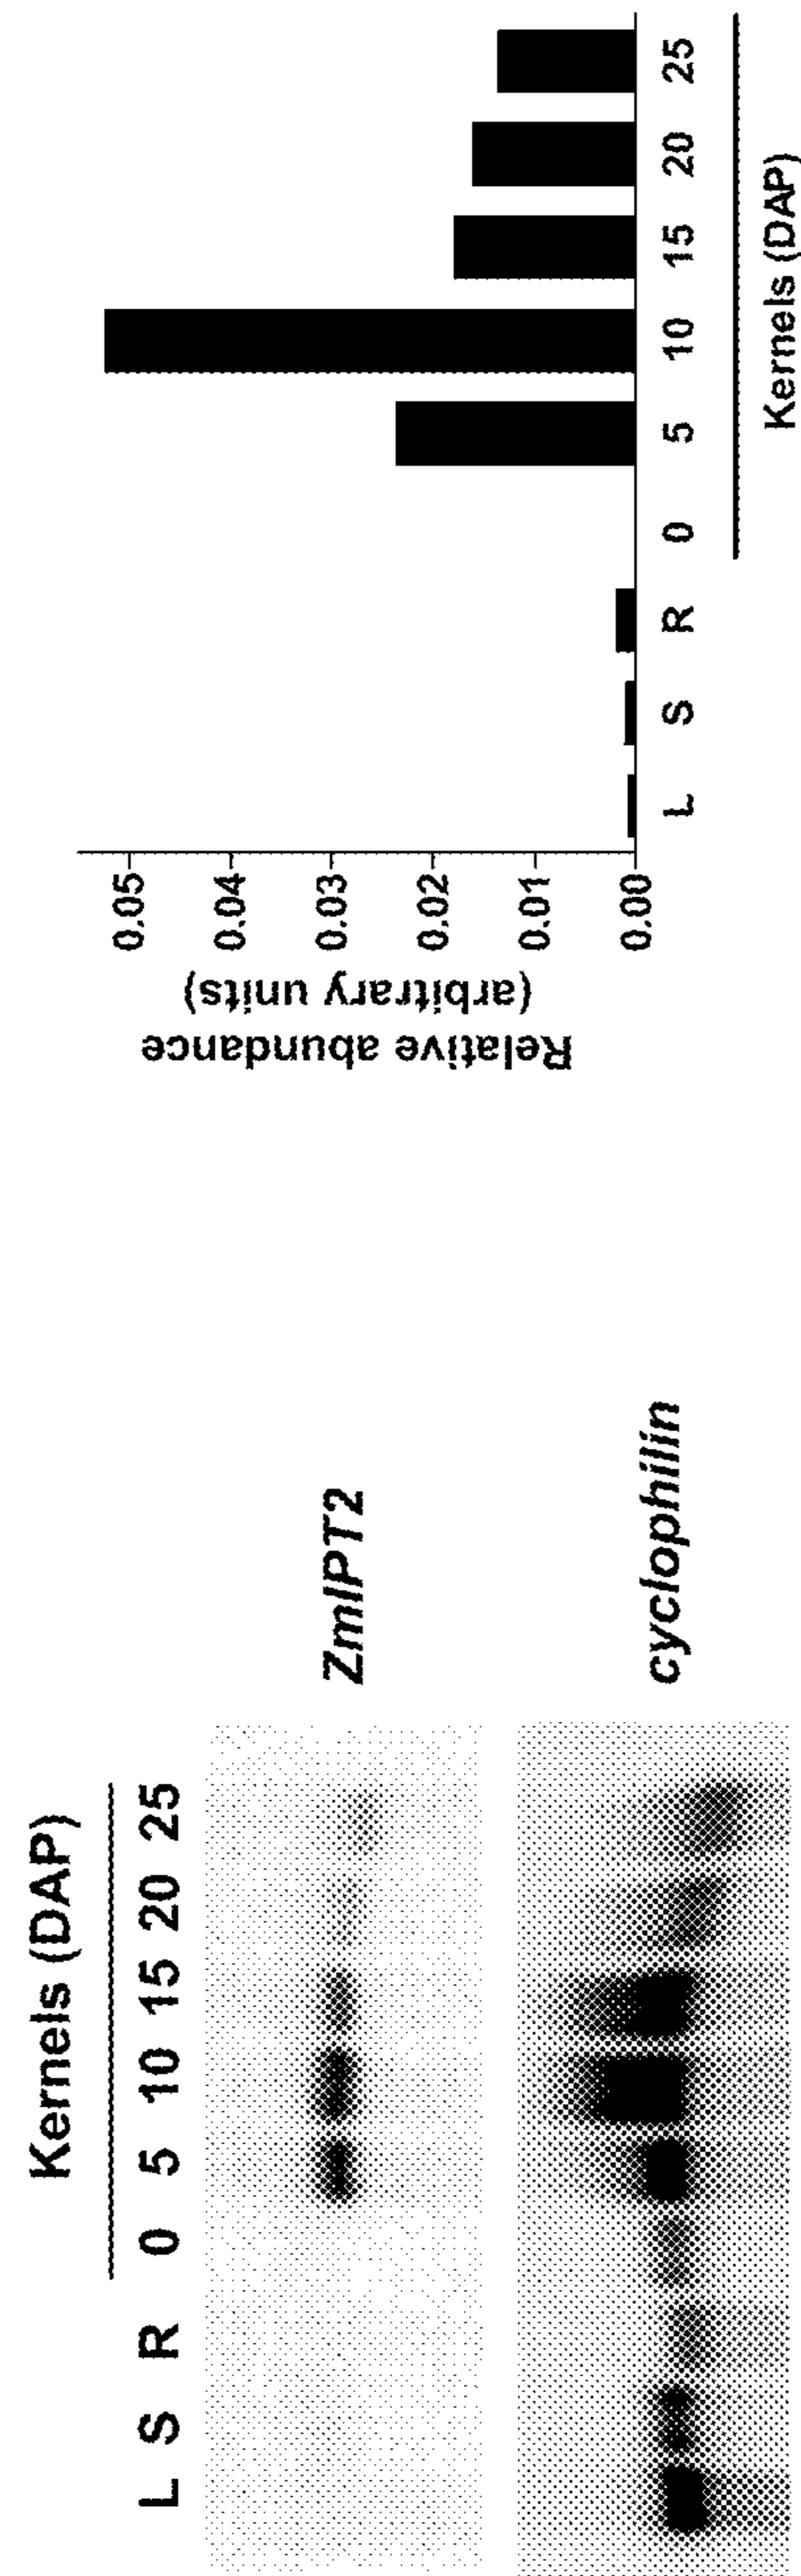 Kernels (DAP)
L S R 0 5 10 15 20 25
ZmIPT2
cyclophilin
Relative abundance
(arbitrary units)
0.05
0.04
0.03
0.02
0.01
0.00
L S R 0 5 10 15 20 25
Kernels (DAP)